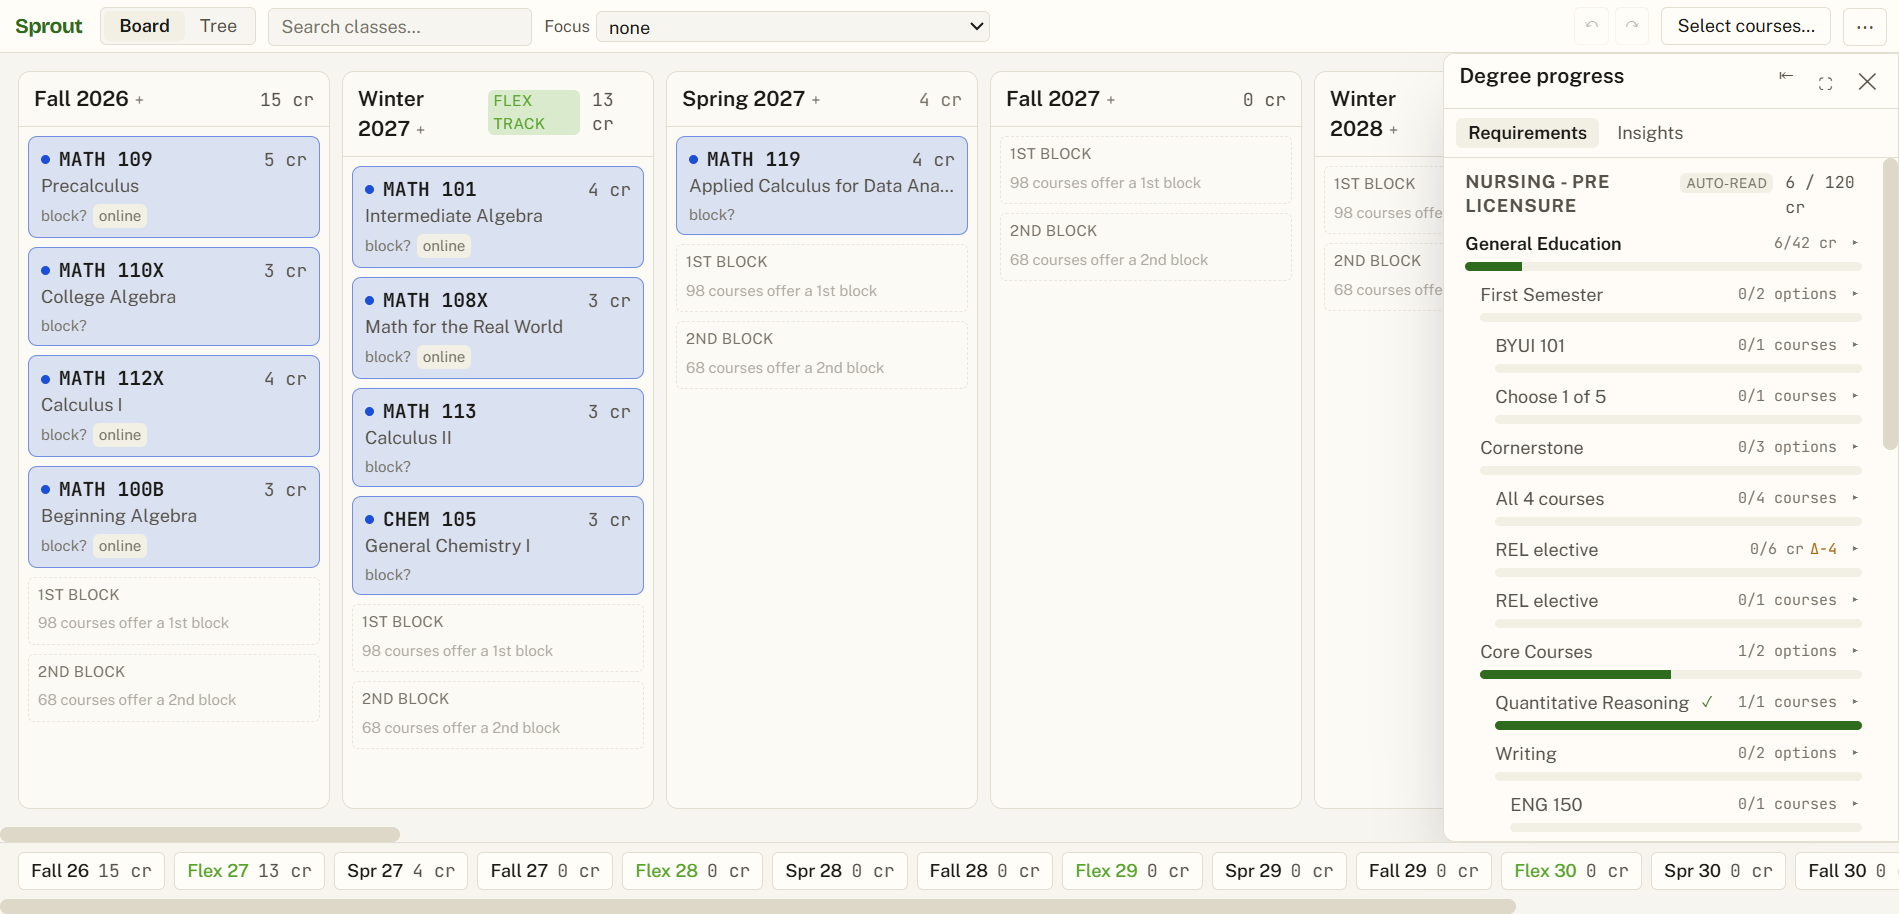 Sprout Board Tree Search classes... Focus none Select courses... ...
Fall 2026 + 15 cr
MATH 109 5 cr
Precalculus
block? online
MATH 110X 3 cr
College Algebra
block?
MATH 112X 4 cr
Calculus I
block? online
MATH 100B 3 cr
Beginning Algebra
block? online
1ST BLOCK
98 courses offer a 1st block
2ND BLOCK
68 courses offer a 2nd block
Winter 2027 + FLEX TRACK 13 cr
MATH 101 4 cr
Intermediate Algebra
block? online
MATH 108X 3 cr
Math for the Real World
block? online
MATH 113 3 cr
Calculus II
block?
CHEM 105 3 cr
General Chemistry I
block?
1ST BLOCK
98 courses offer a 1st block
2ND BLOCK
68 courses offer a 2nd block
Spring 2027 + 4 cr
MATH 119 4 cr
Applied Calculus for Data Ana...
block?
1ST BLOCK
98 courses offer a 1st block
2ND BLOCK
68 courses offer a 2nd block
Fall 2027 + 0 cr
1ST BLOCK
98 courses offer a 1st block
2ND BLOCK
68 courses offer a 2nd block
Winter
2028 +
1ST BLOCK
98 courses offe
2ND BLOCK
68 courses offe
Degree progress
Requirements Insights
NURSING - PRE LICENSURE AUTO-READ 6 / 120 cr
General Education 6/42 cr
First Semester 0/2 options
BYUI 101 0/1 courses
Choose 1 of 5 0/1 courses
Cornerstone 0/3 options
All 4 courses 0/4 courses
REL elective 0/6 cr Δ-4
REL elective 0/1 courses
Core Courses 1/2 options
Quantitative Reasoning ✓ 1/1 courses
Writing 0/2 options
ENG 150 0/1 courses
Fall 26 15 cr Flex 27 13 cr Spr 27 4 cr Fall 27 0 cr Flex 28 0 cr Spr 28 0 cr Fall 28 0 cr Flex 29 0 cr Spr 29 0 cr Fall 29 0 cr Flex 30 0 cr Spr 30 0 cr Fall 30 0